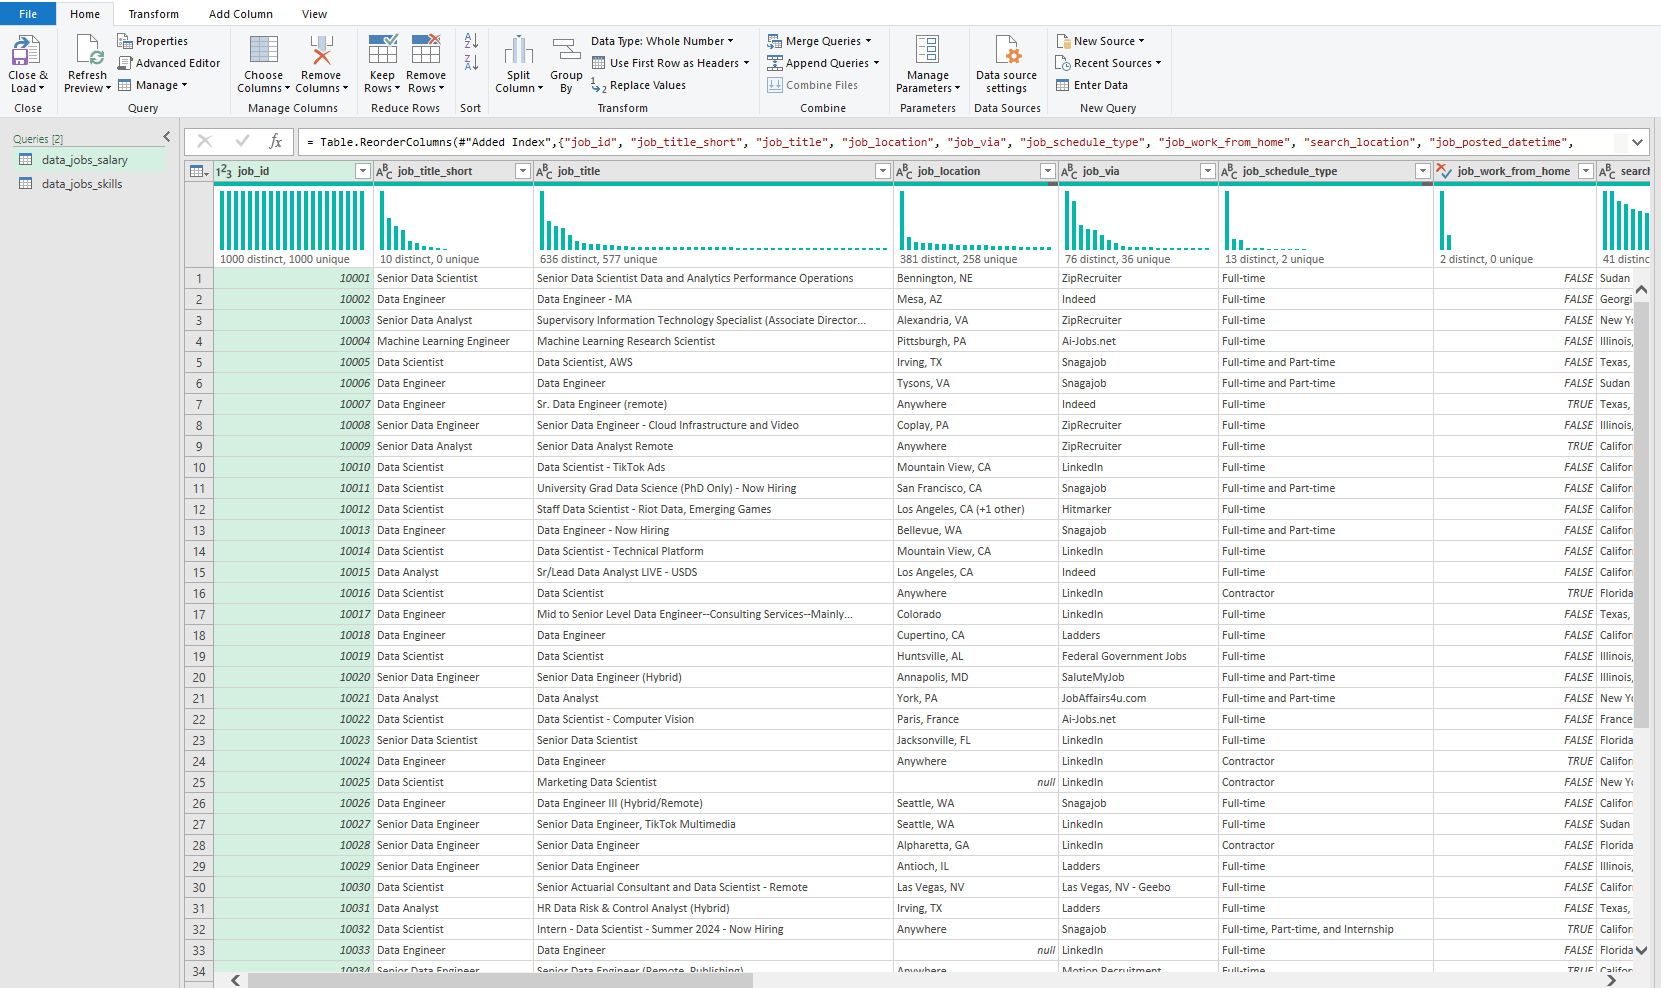 File Home Transform Add Column View
Close & Load Refresh Preview Properties Advanced Editor Manage Choose Columns Remove Columns Keep Rows Remove Rows Split Column Group By Data Type: Whole Number Use First Row as Headers Replace Values Merge Queries Append Queries Combine Files Manage Parameters Data source settings New Source Recent Sources Enter Data
Close Query Manage Columns Reduce Rows Sort Transform Combine Parameters Data Sources New Query
Queries [2]
data_jobs_salary
data_jobs_skills
fx = Table.ReorderColumns(#"Added Index",{"job_id", "job_title_short", "job_title", "job_location", "job_via", "job_schedule_type", "job_work_from_home", "search_location", "job_posted_datetime",
job_id job_title_short job_title job_location job_via job_schedule_type job_work_from_home search
1000 distinct, 1000 unique 10 distinct, 0 unique 636 distinct, 577 unique 381 distinct, 258 unique 76 distinct, 36 unique 13 distinct, 2 unique 2 distinct, 0 unique 41 distinc
1 10001 Senior Data Scientist Senior Data Scientist Data and Analytics Performance Operations Bennington, NE ZipRecruiter Full-time FALSE Sudan
2 10002 Data Engineer Data Engineer - MA Mesa, AZ Indeed Full-time FALSE Georgi
3 10003 Senior Data Analyst Supervisory Information Technology Specialist (Associate Director... Alexandria, VA ZipRecruiter Full-time FALSE New Yo
4 10004 Machine Learning Engineer Machine Learning Research Scientist Pittsburgh, PA Ai-Jobs.net Full-time FALSE Illinois,
5 10005 Data Scientist Data Scientist, AWS Irving, TX Snagajob Full-time and Part-time FALSE Texas,
6 10006 Data Engineer Data Engineer Tysons, VA Snagajob Full-time and Part-time FALSE Sudan
7 10007 Data Engineer Sr. Data Engineer (remote) Anywhere Indeed Full-time TRUE Texas,
8 10008 Senior Data Engineer Senior Data Engineer - Cloud Infrastructure and Video Coplay, PA ZipRecruiter Full-time FALSE Illinois,
9 10009 Senior Data Analyst Senior Data Analyst Remote Anywhere ZipRecruiter Full-time TRUE Califor
10 10010 Data Scientist Data Scientist - TikTok Ads Mountain View, CA LinkedIn Full-time FALSE Califor
11 10011 Data Scientist University Grad Data Science (PhD Only) - Now Hiring San Francisco, CA Snagajob Full-time and Part-time FALSE Califor
12 10012 Data Scientist Staff Data Scientist - Riot Data, Emerging Games Los Angeles, CA (+1 other) Hitmarker Full-time FALSE Califor
13 10013 Data Engineer Data Engineer - Now Hiring Bellevue, WA Snagajob Full-time and Part-time FALSE Califor
14 10014 Data Scientist Data Scientist - Technical Platform Mountain View, CA LinkedIn Full-time FALSE Califor
15 10015 Data Analyst Sr/Lead Data Analyst LIVE - USDS Los Angeles, CA Indeed Full-time FALSE Califor
16 10016 Data Scientist Data Scientist Anywhere LinkedIn Contractor TRUE Florida
17 10017 Data Engineer Mid to Senior Level Data Engineer--Consulting Services--Mainly... Colorado LinkedIn Full-time FALSE Texas,
18 10018 Data Engineer Data Engineer Cupertino, CA Ladders Full-time FALSE Califor
19 10019 Data Scientist Data Scientist Huntsville, AL Federal Government Jobs Full-time FALSE Illinois,
20 10020 Senior Data Engineer Senior Data Engineer (Hybrid) Annapolis, MD SaluteMyJob Full-time and Part-time FALSE Illinois,
21 10021 Data Analyst Data Analyst York, PA JobAffairs4u.com Full-time and Part-time FALSE New Yo
22 10022 Data Scientist Data Scientist - Computer Vision Paris, France Ai-Jobs.net Full-time FALSE France
23 10023 Senior Data Scientist Senior Data Scientist Jacksonville, FL LinkedIn Full-time FALSE Florida
24 10024 Data Engineer Data Engineer Anywhere LinkedIn Contractor TRUE Califor
25 10025 Data Scientist Marketing Data Scientist null LinkedIn Contractor FALSE New Yo
26 10026 Data Engineer Data Engineer III (Hybrid/Remote) Seattle, WA Snagajob Full-time FALSE Califor
27 10027 Senior Data Engineer Senior Data Engineer, TikTok Multimedia Seattle, WA LinkedIn Full-time FALSE Sudan
28 10028 Senior Data Engineer Senior Data Engineer Alpharetta, GA LinkedIn Contractor FALSE Florida
29 10029 Senior Data Engineer Senior Data Engineer Antioch, IL Ladders Full-time FALSE Illinois,
30 10030 Data Scientist Senior Actuarial Consultant and Data Scientist - Remote Las Vegas, NV Las Vegas, NV - Geebo Full-time FALSE Califor
31 10031 Data Analyst HR Data Risk & Control Analyst (Hybrid) Irving, TX Ladders Full-time FALSE Texas,
32 10032 Data Scientist Intern - Data Scientist - Summer 2024 - Now Hiring Anywhere Snagajob Full-time, Part-time, and Internship TRUE Califor
33 10033 Data Engineer Data Engineer null LinkedIn Full-time FALSE Florida
34 10034 Senior Data Engineer Senior Data Engineer (Remote, Publishing) Anywhere Motion Recruitment Full-time TRUE Califor